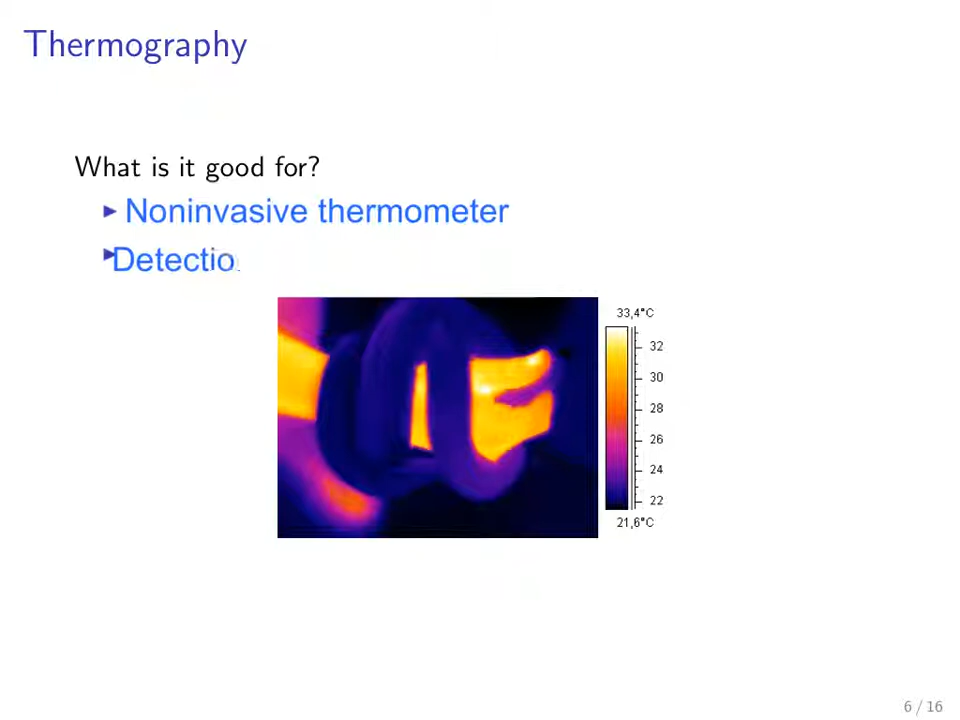 Thermography
What is it good for?
Noninvasive thermometer
Detectio
33,4°C
32
30
28
26
24
22
21,6°C
6 / 16